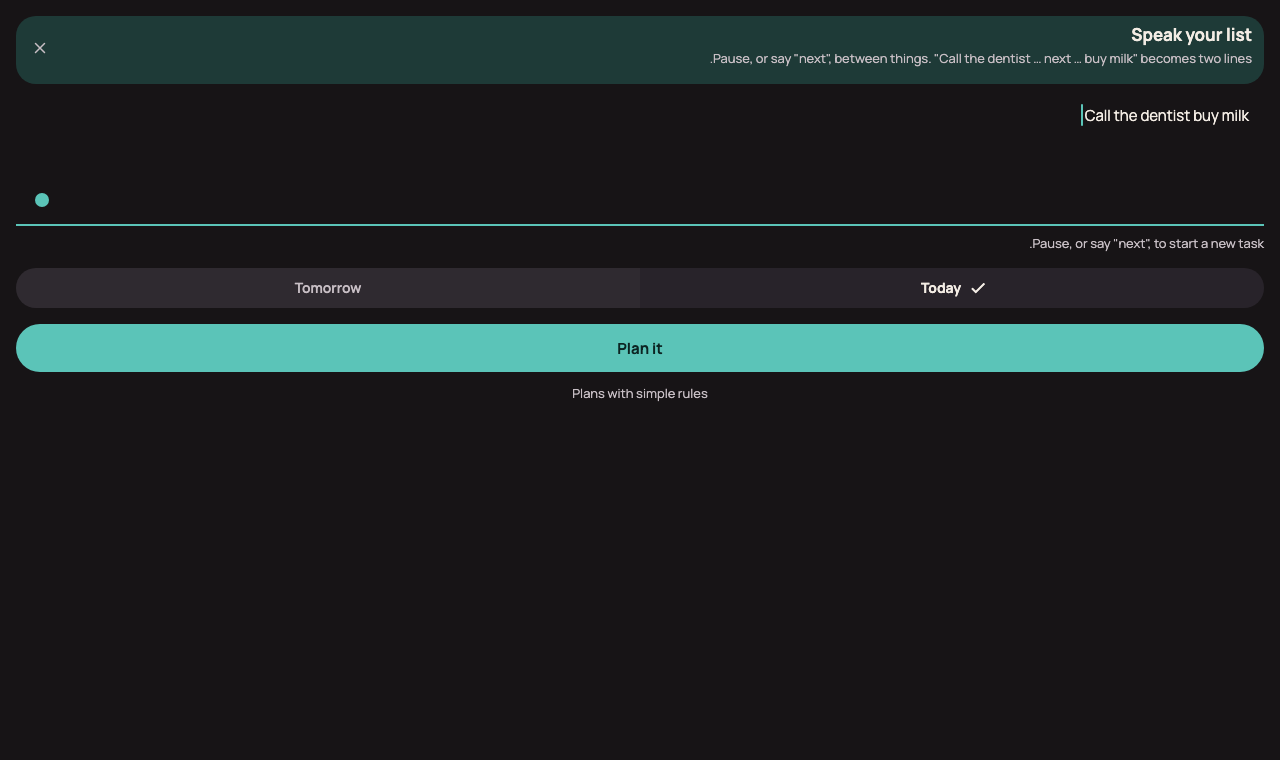 Speak your list
.Pause, or say "next", between things. "Call the dentist … next … buy milk" becomes two lines
Call the dentist buy milk
.Pause, or say "next", to start a new task
Today
Tomorrow
Plan it
Plans with simple rules